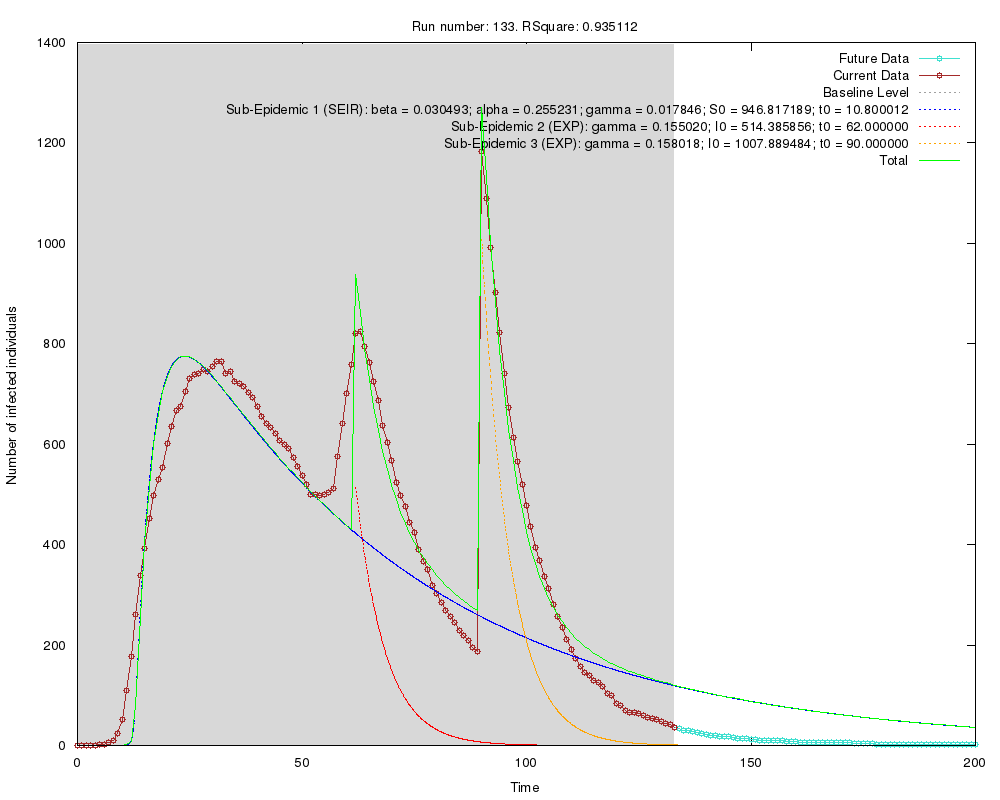 Run number: 133. RSquare: 0.935112
1400
1200
1000
800
600
400
200
0
Number of infected individuals
Future Data
Current Data
Baseline Level
Sub-Epidemic 1 (SEIR): beta = 0.030493; alpha = 0.255231; gamma = 0.017846; S0 = 946.817189; t0 = 10.800012
Sub-Epidemic 2 (EXP): gamma = 0.155020; I0 = 514.385856; t0 = 62.000000
Sub-Epidemic 3 (EXP): gamma = 0.158018; I0 = 1007.889484; t0 = 90.000000
Total
0
50
100
150
200
Time